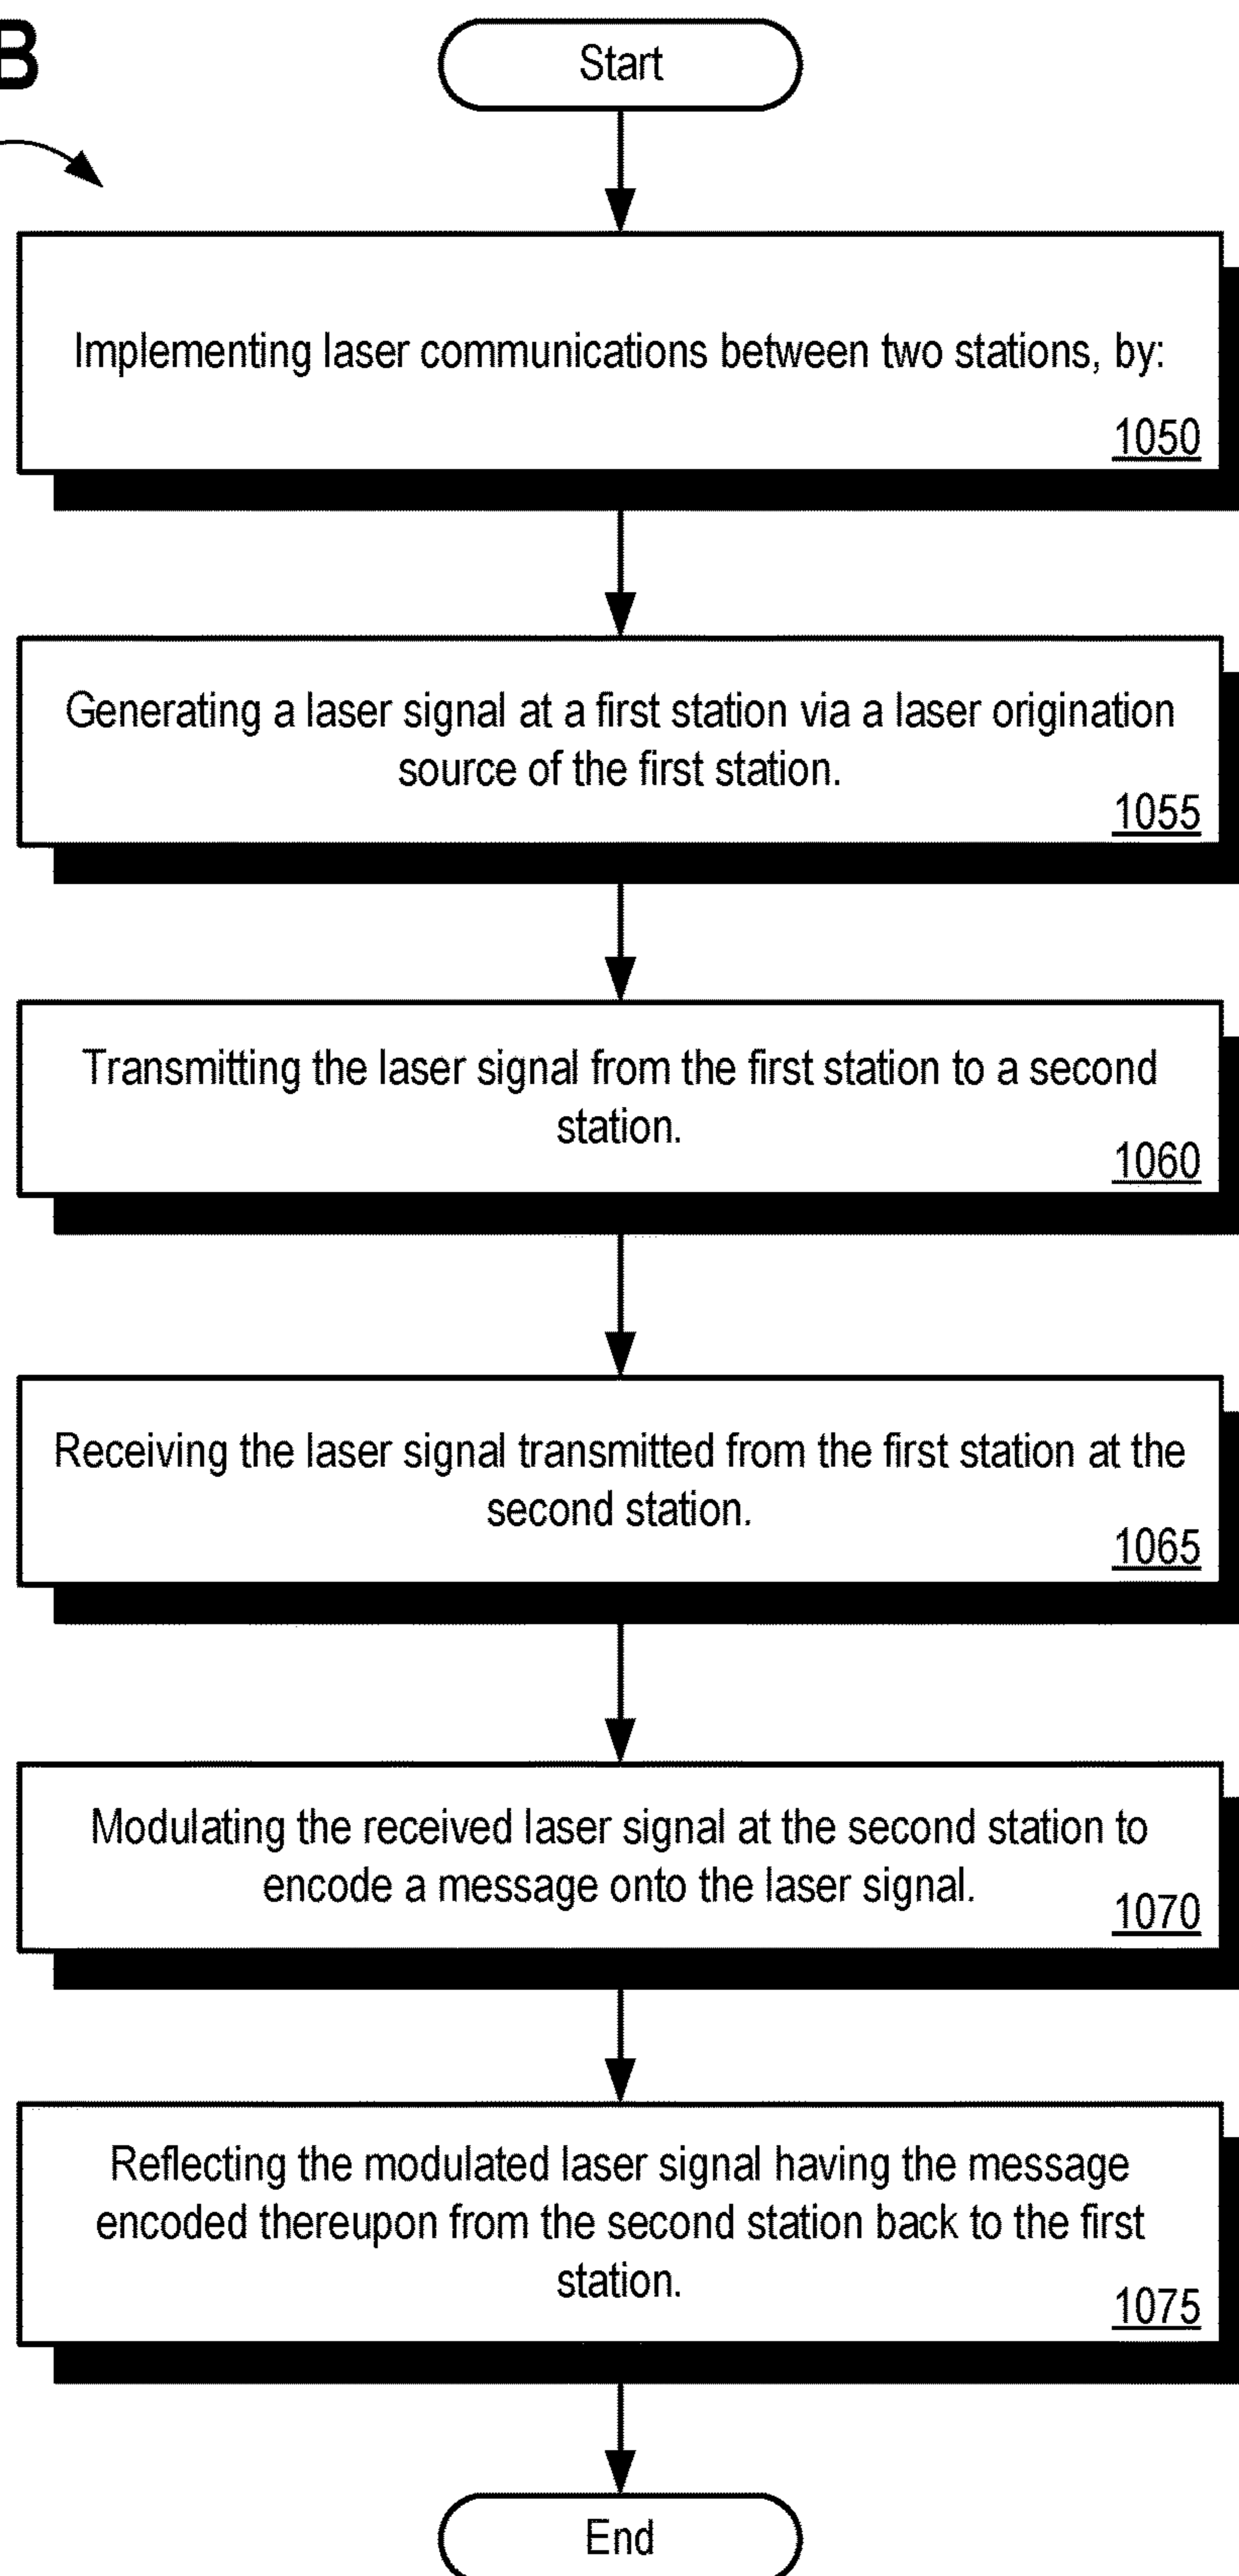 B
Start
Implementing laser communications between two stations, by:
1050
Generating a laser signal at a first station via a laser origination
source of the first station.
1055
Transmitting the laser signal from the first station to a second
station.
1060
Receiving the laser signal transmitted from the first station at the
second station.
1065
Modulating the received laser signal at the second station to
encode a message onto the laser signal.
1070
Reflecting the modulated laser signal having the message
encoded thereupon from the second station back to the first
station.
1075
End